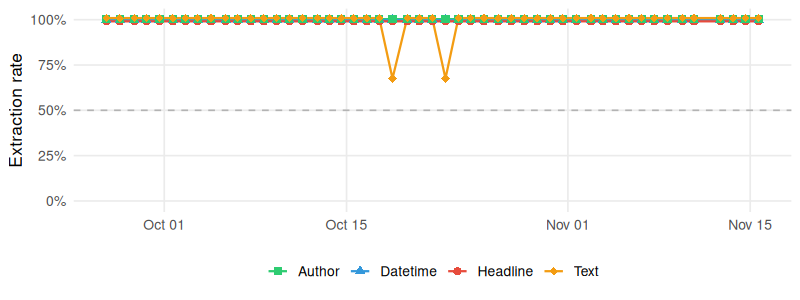 Extraction rate
100%
75%
50%
25%
0%
Oct 01 Oct 15 Nov 01 Nov 15
Author Datetime Headline Text